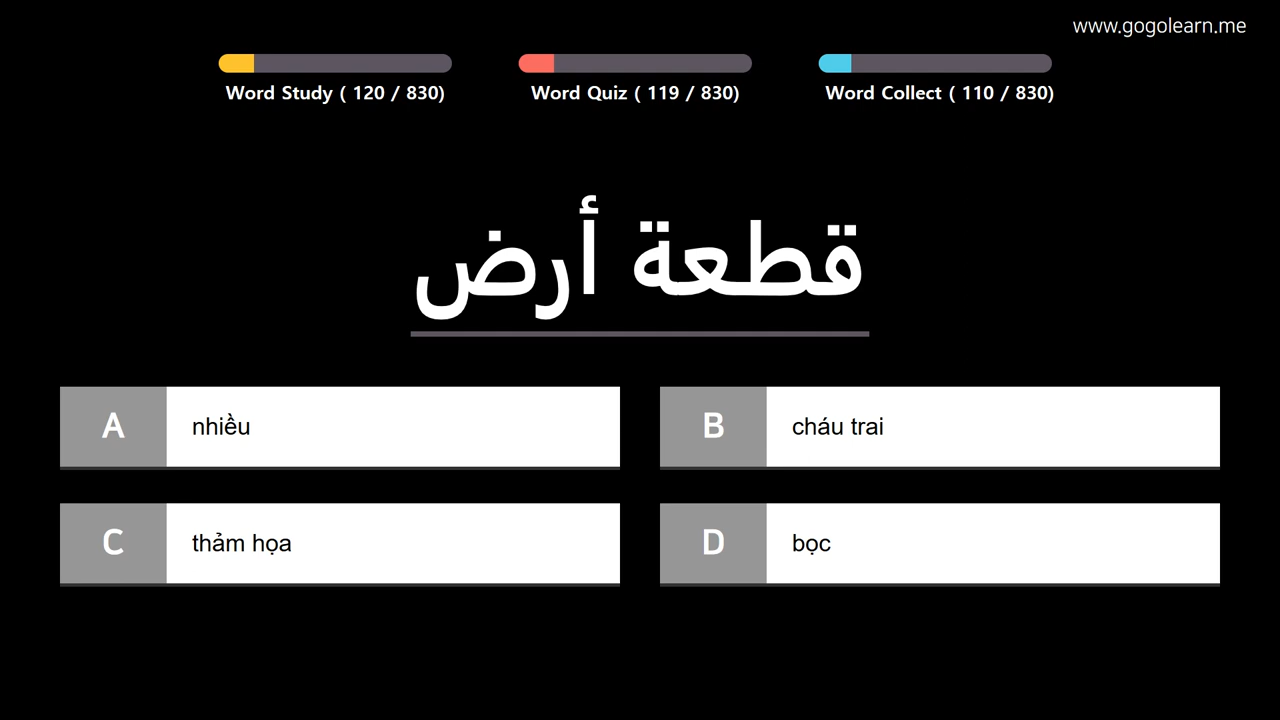 www.gogolearn.me
Word Study ( 120 / 830)
Word Quiz ( 119 / 830)
Word Collect ( 110 / 830)
قطعة أرض
A nhiều
B cháu trai
C thảm họa
D bọc